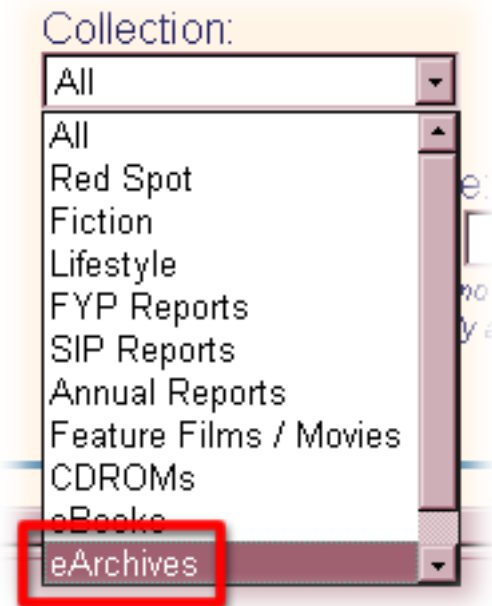 Collection:
All
All
Red Spot
Fiction
Lifestyle
FYP Reports
SIP Reports
Annual Reports
Feature Films / Movies
CDROMs
eBooks
eArchives
e:
no
y